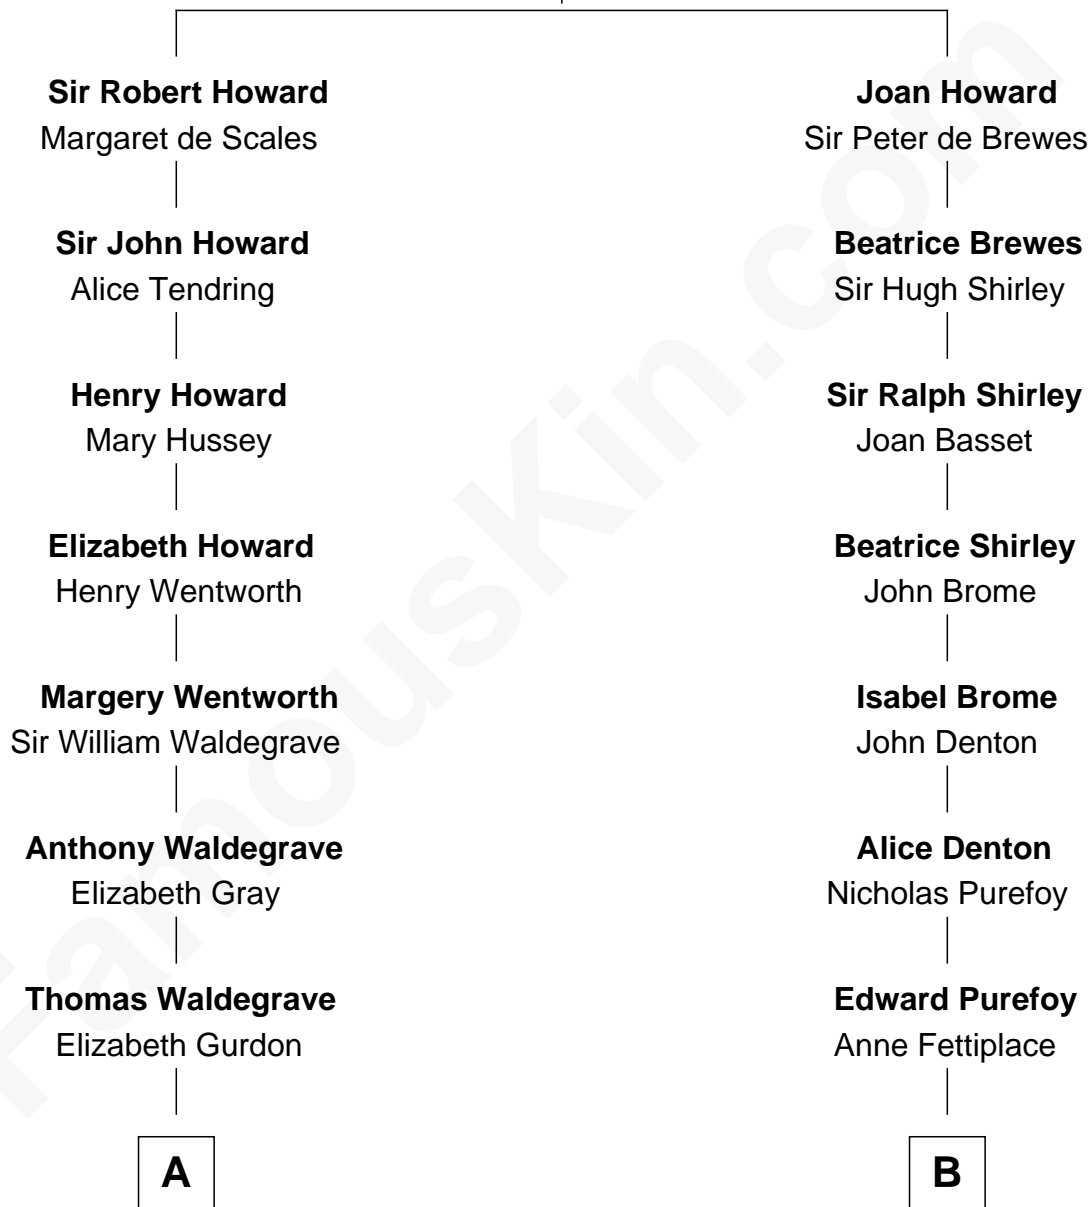 Sir Robert Howard
Margaret de Scales
Sir John Howard
Alice Tendring
Henry Howard
Mary Hussey
Elizabeth Howard
Henry Wentworth
Margery Wentworth
Sir William Waldegrave
Anthony Waldegrave
Elizabeth Gray
Thomas Waldegrave
Elizabeth Gurdon
A
Joan Howard
Sir Peter de Brewes
Beatrice Brewes
Sir Hugh Shirley
Sir Ralph Shirley
Joan Basset
Beatrice Shirley
John Brome
Isabel Brome
John Denton
Alice Denton
Nicholas Purefoy
Edward Purefoy
Anne Fettiplace
B
FamousKin.com